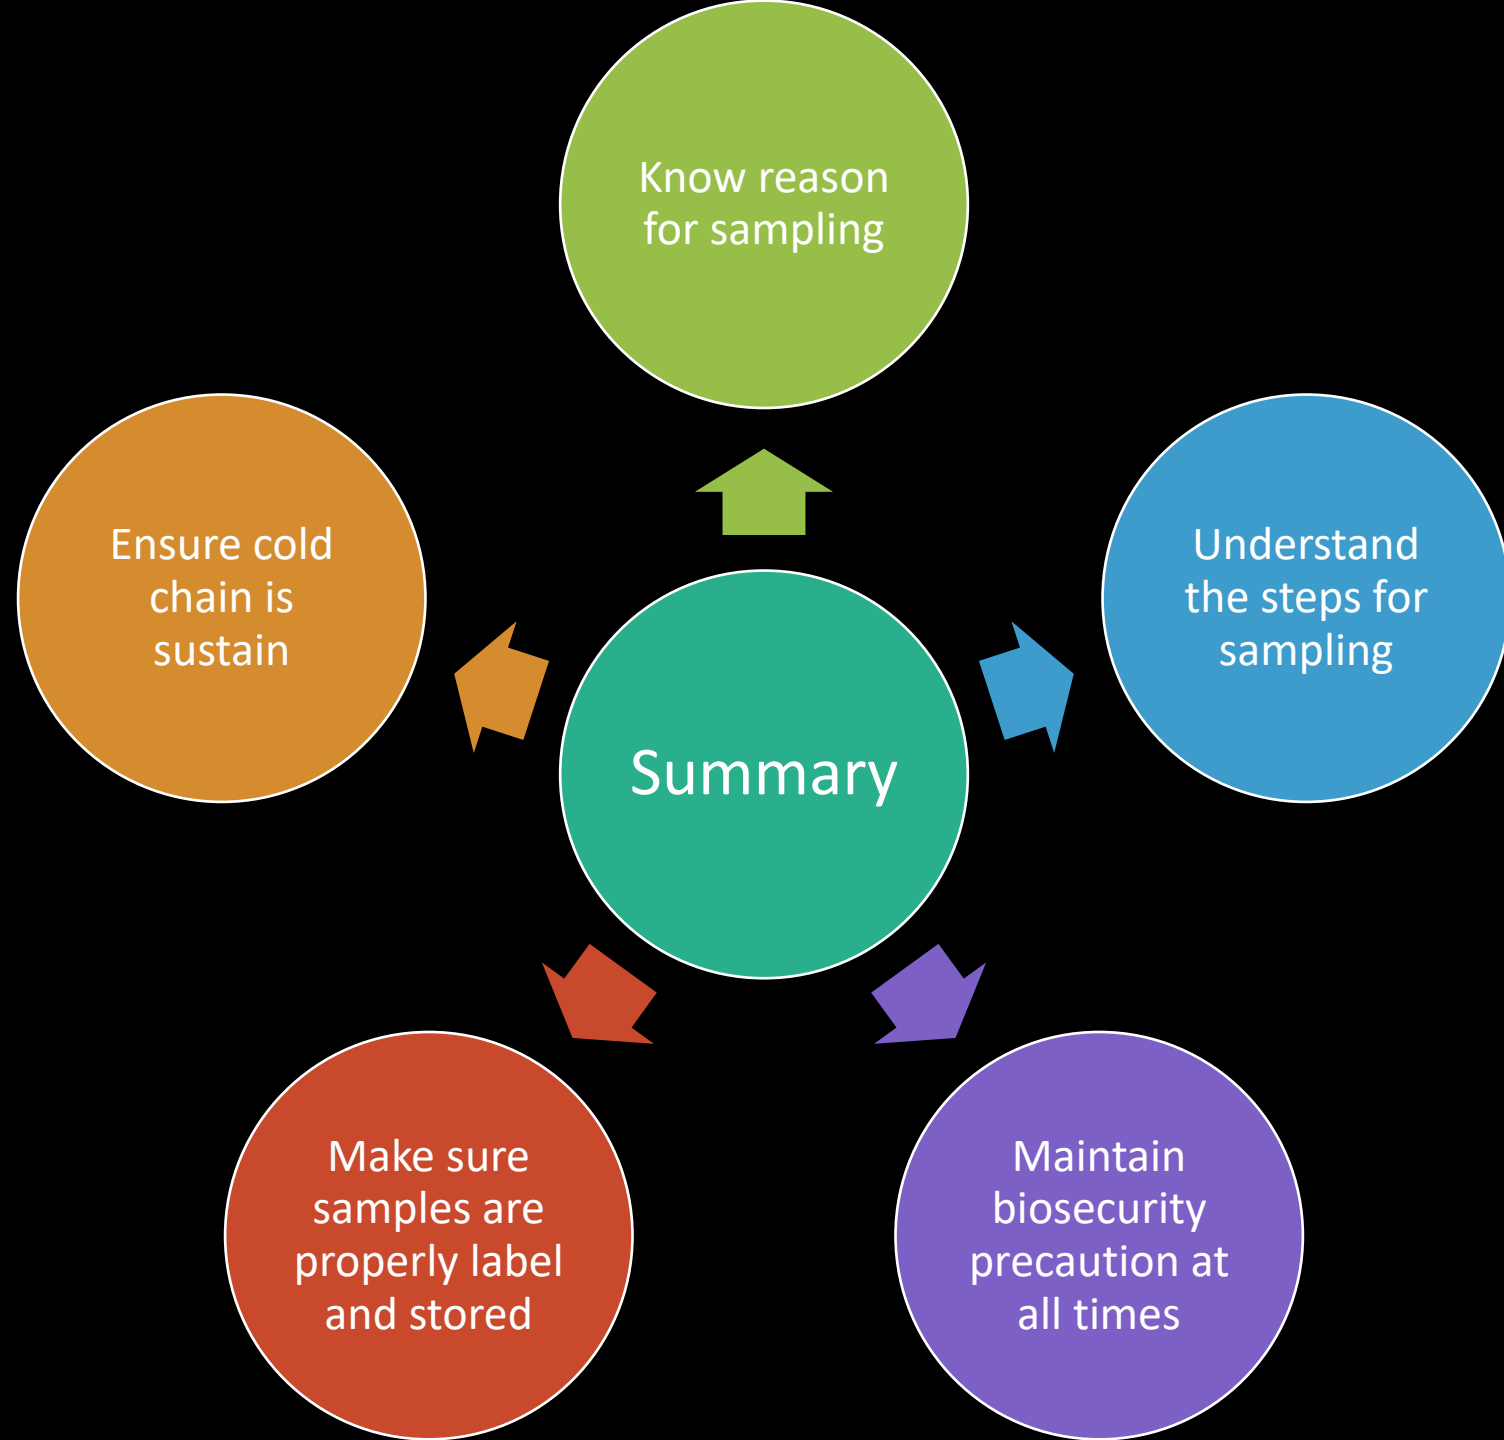 Know reason
for sampling
Understand
the steps for
sampling
Maintain
biosecurity
precaution at
all times
Make sure
samples are
properly label
and stored
Ensure cold
chain is
sustain
Summary